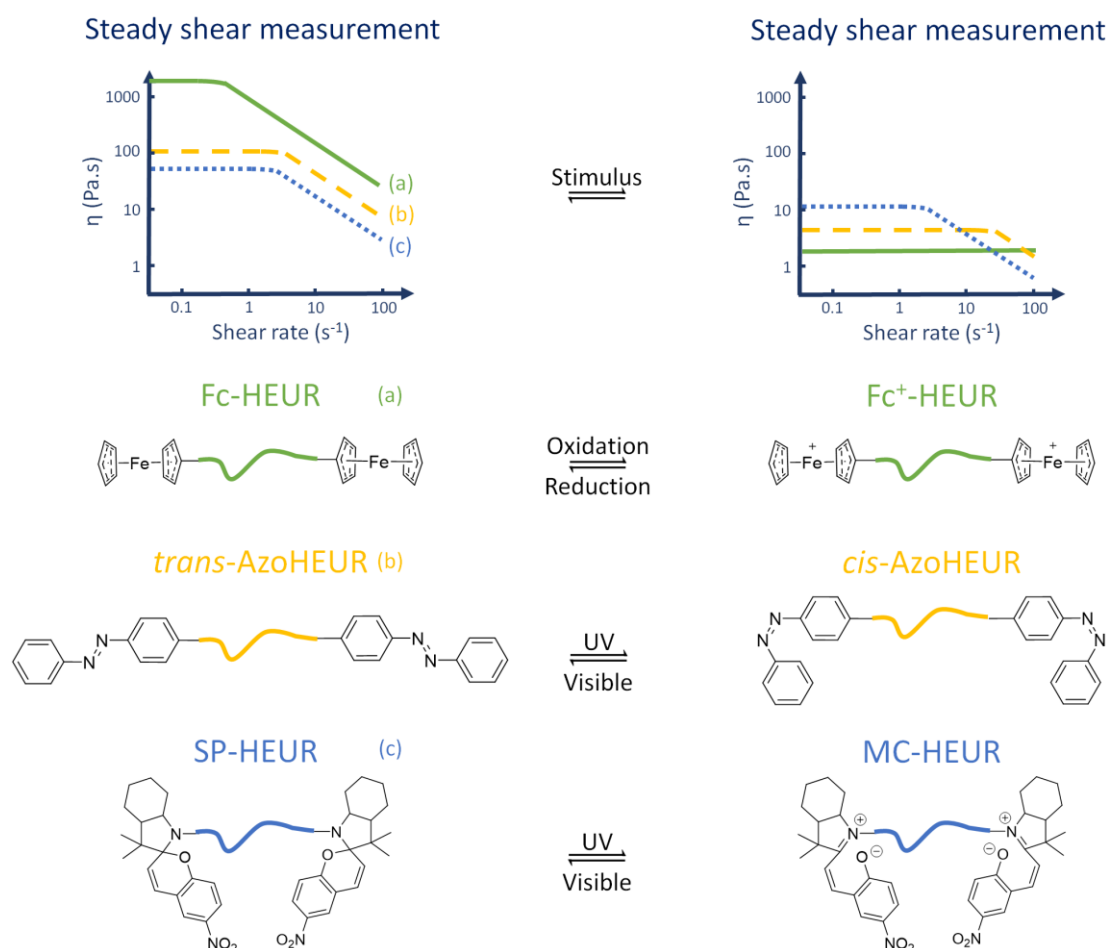 Steady shear measurement
Steady shear measurement
η (Pa.s)
1000
100
10
1
(a)
(b)
(c)
0.1 1 10 100
Shear rate (s⁻¹)
Stimulus
η (Pa.s)
1000
100
10
1
0.1 1 10 100
Shear rate (s⁻¹)
Fc-HEUR (a)
Fc⁺-HEUR
Fe Fe
Oxidation
Reduction
Fe + Fe +
trans-AzoHEUR (b)
cis-AzoHEUR
N N N N
UV
Visible
N N N N
SP-HEUR (c)
MC-HEUR
N N
O O
NO₂ O₂N
UV
Visible
N ⊕ N ⊕
O ⊖ ⊖ O
NO₂ O₂N